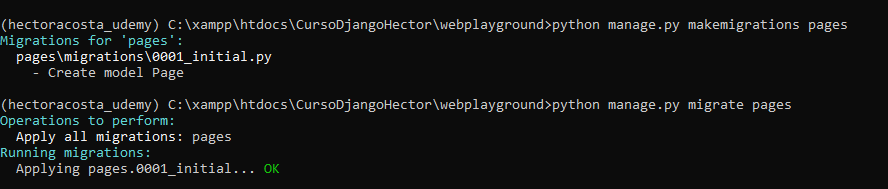 (hectoracosta_udemy) C:\xampp\htdocs\CursoDjangoHector\webplayground>python manage.py makemigrations pages
Migrations for 'pages':
  pages\migrations\0001_initial.py
    - Create model Page
(hectoracosta_udemy) C:\xampp\htdocs\CursoDjangoHector\webplayground>python manage.py migrate pages
Operations to perform:
  Apply all migrations: pages
Running migrations:
  Applying pages.0001_initial... OK